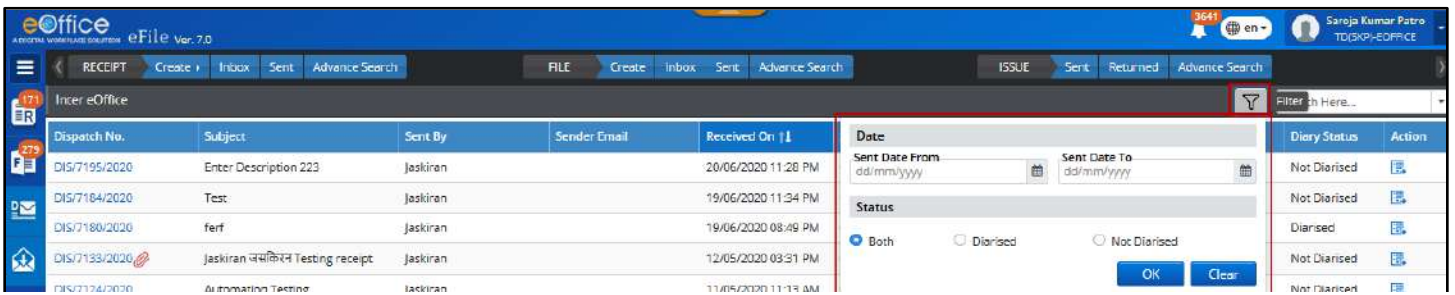 eOffice
A DIGITAL WORKPLACE SOLUTION eFile Ver. 7.0
3641 en
Saroja Kumar Patro
TD(SKP)-EOFFICE
RECEIPT Create Inbox Sent Advance Search FILE Create Inbox Sent Advance Search ISSUE Sent Returned Advance Search
171
Inter eOffice Filter h Here...
Dispatch No. Subject Sent By Sender Email Received On Date Diary Status Action
279
DIS/7195/2020 Enter Description 223 Jaskiran 20/06/2020 11:28 PM Sent Date From Sent Date To Not Diarised
dd/mm/yyyy dd/mm/yyyy
DIS/7184/2020 Test Jaskiran 19/06/2020 11:34 PM Status Not Diarised
DIS/7180/2020 ferf Jaskiran 19/06/2020 08:49 PM Diarised
Both Diarised Not Diarised
DIS/7133/2020 Jaskiran जसकिरन Testing receipt Jaskiran 12/05/2020 03:31 PM Not Diarised
OK Clear
DIS/7124/2020 Automation Testing Jaskiran 11/05/2020 11:13 AM Not Diarised